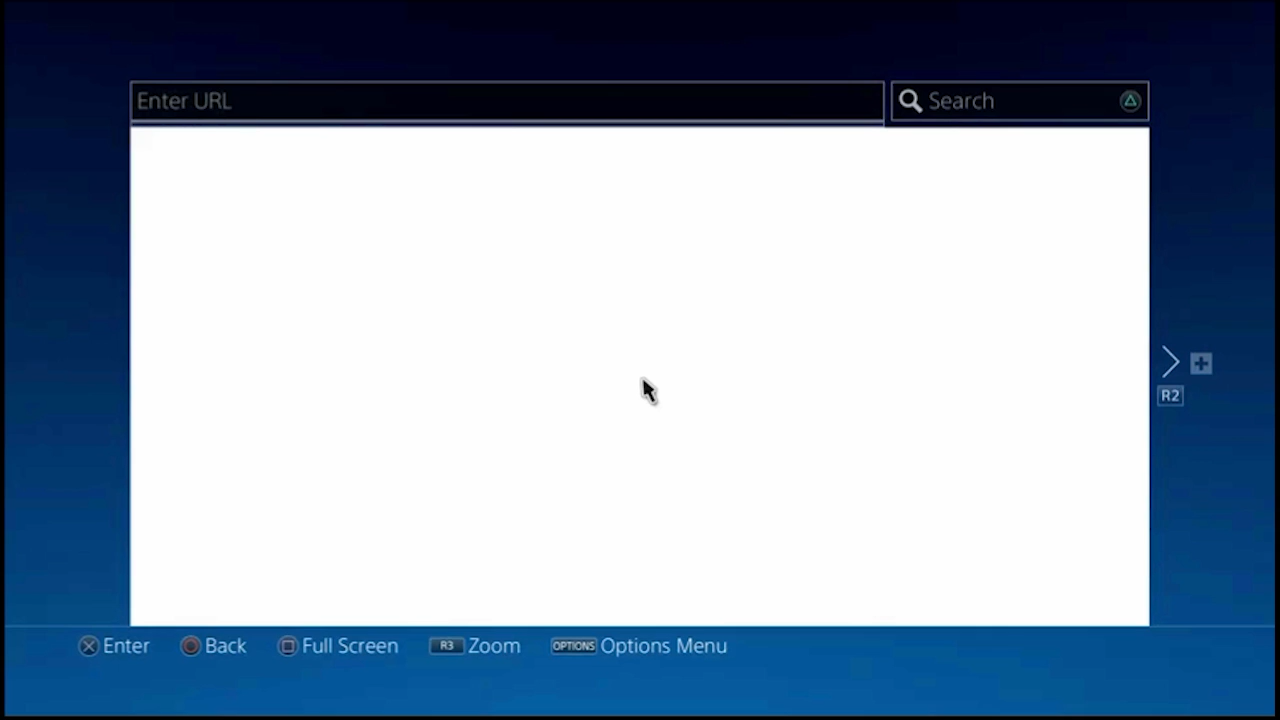 Enter URL
Search
R2
Enter
Back
Full Screen
R3 Zoom
OPTIONS Options Menu